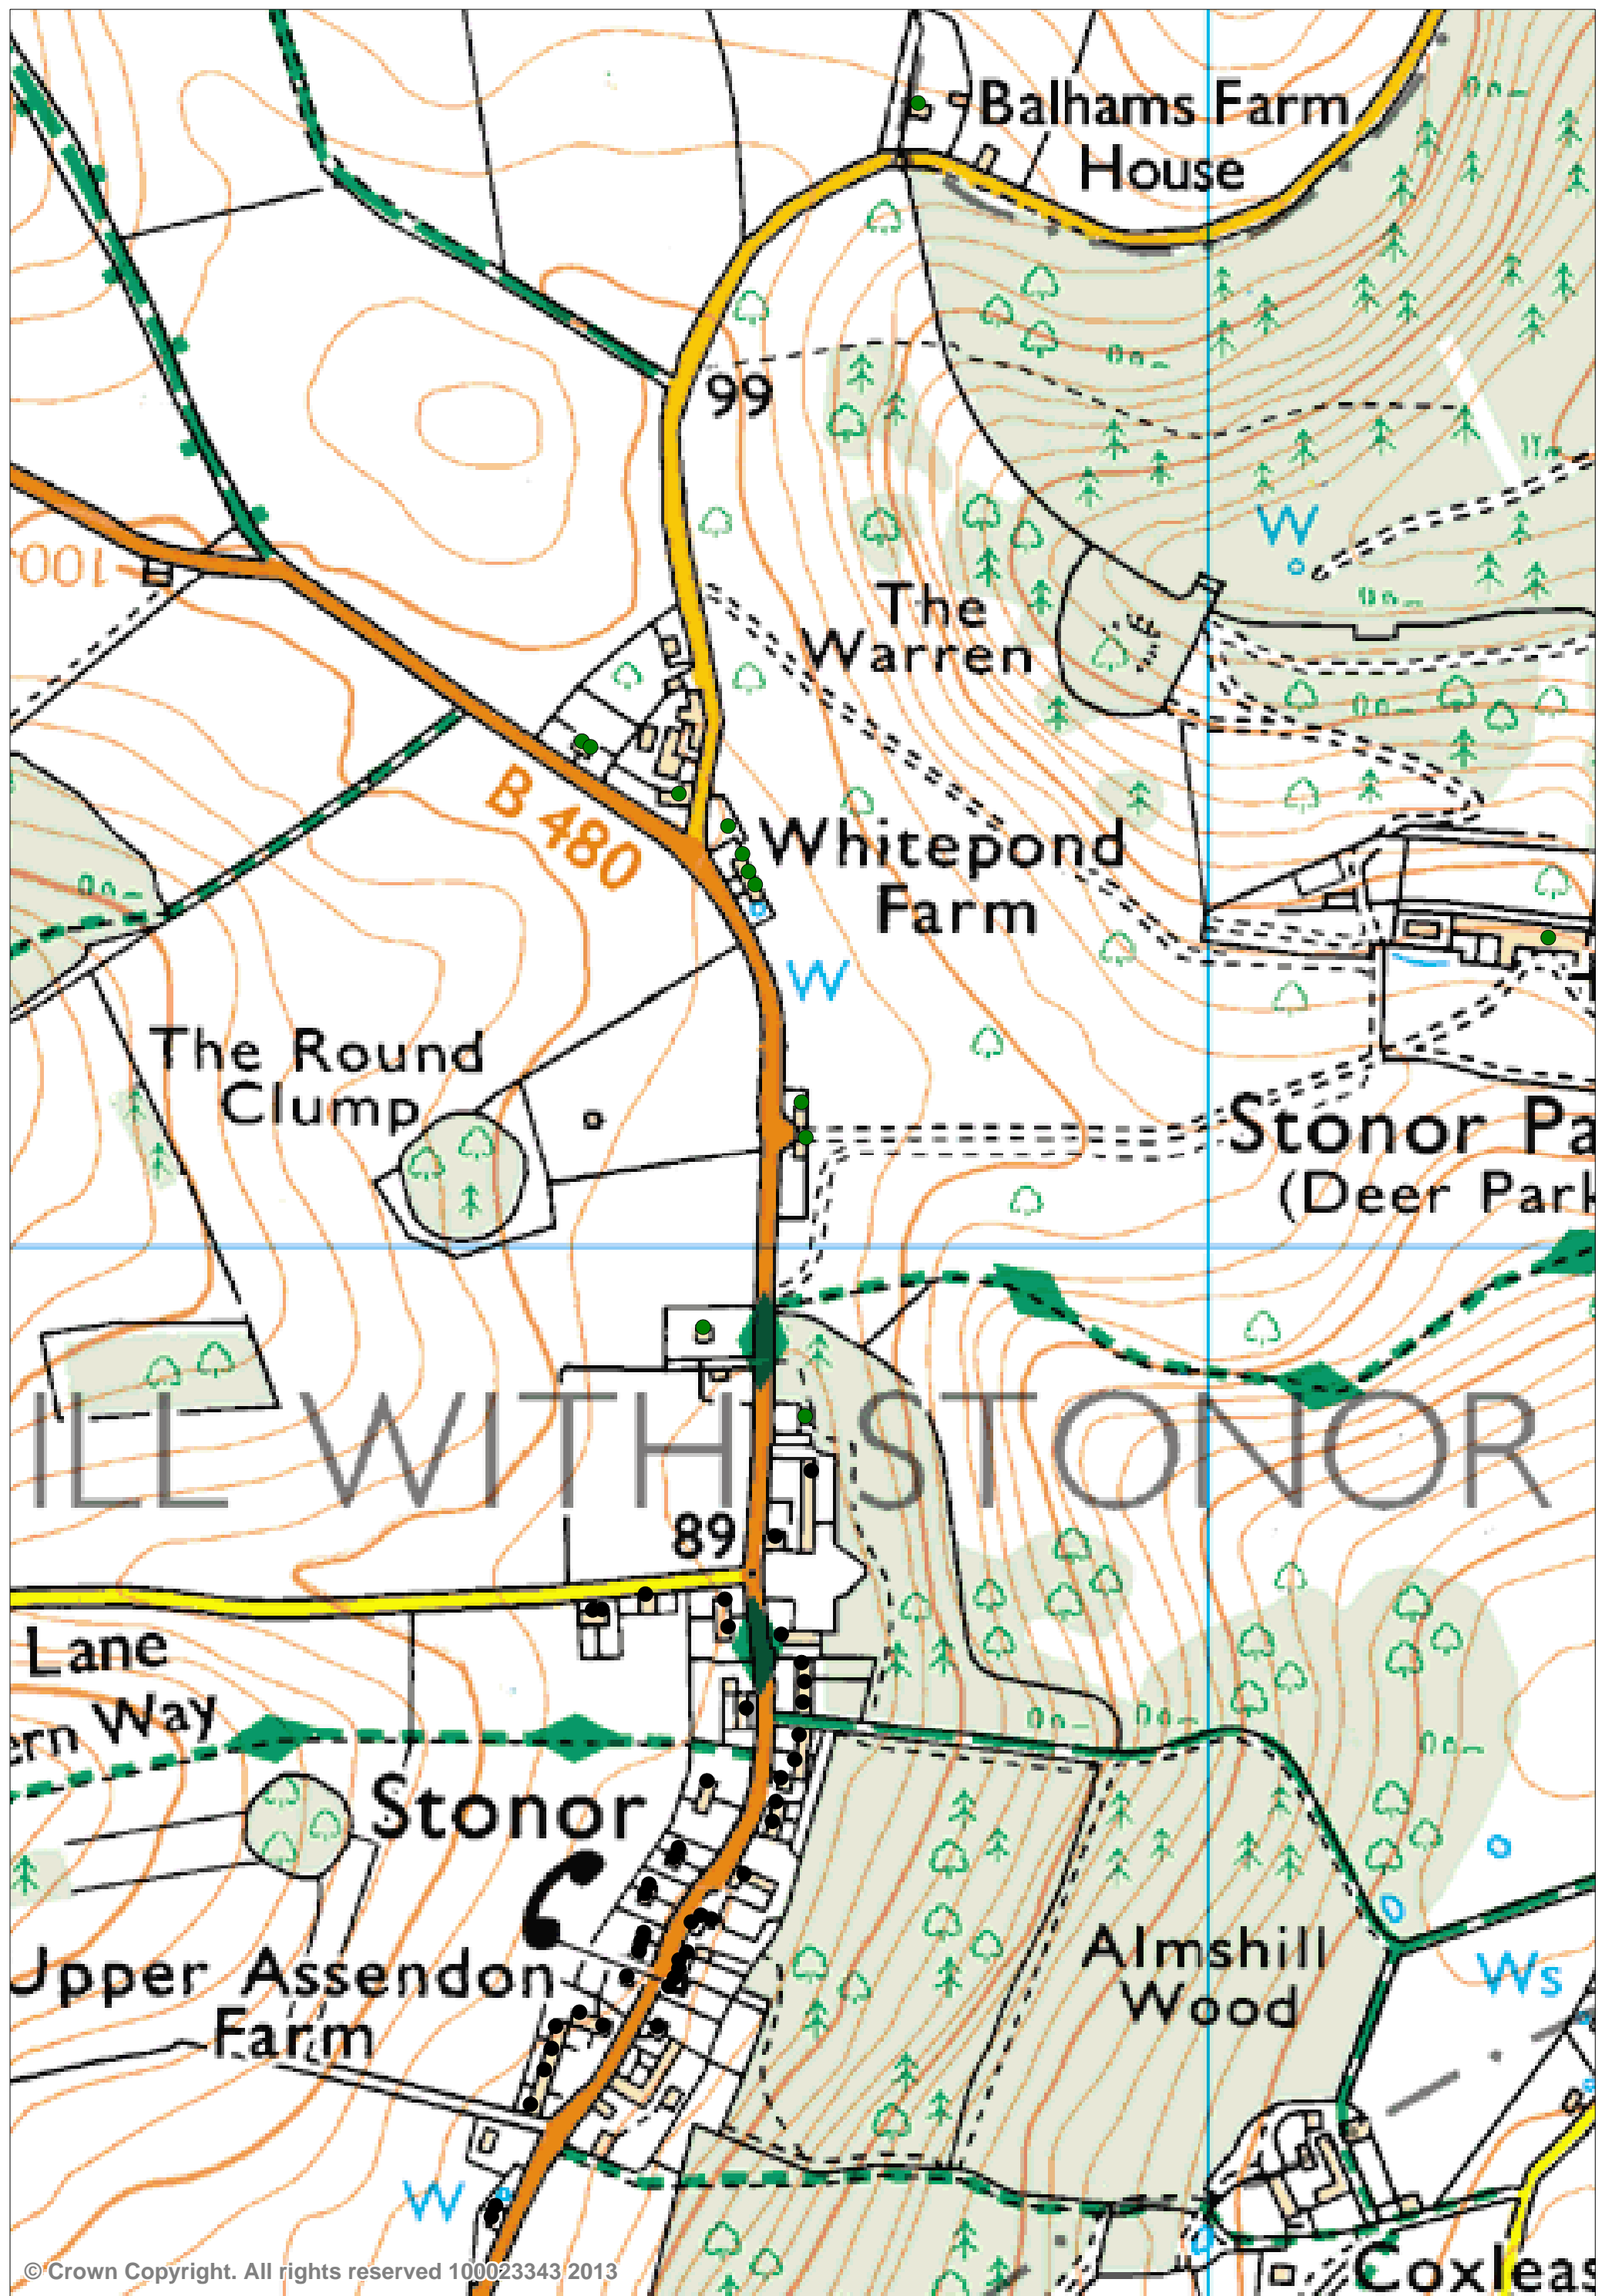 Balhams Farm
House
99
W
100
The
Warren
B 480
Whitepond
Farm
W
The Round
Clump
Stonor Pa
(Deer Park
ILL WITH STONOR
89
Lane
ern Way
Stonor
Upper Assendon
Farm
Almshill
Wood
Ws
W
Coxleas
© Crown Copyright. All rights reserved 100023343 2013